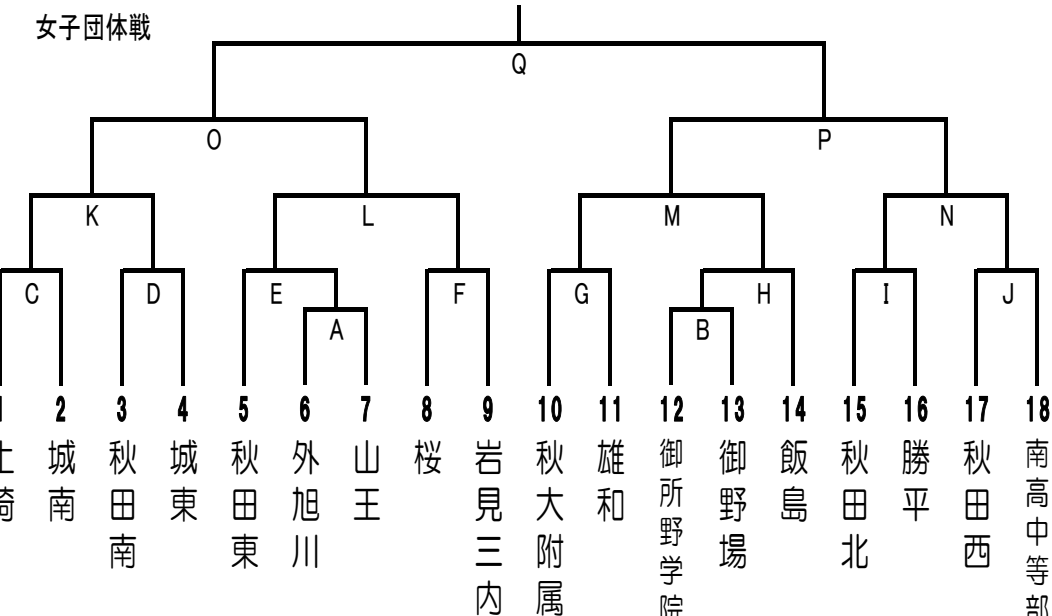 女子団体戦
Q
O
P
K
L
M
N
C
D
E
F
G
H
I
J
A
B
2
3
4
5
6
7
8
9
10
11
12
13
14
15
16
17
18
城南
秋田南
城東
秋田東
外旭川
山王
桜
岩見三内
秋大附属
雄和
御所野学院
御野場
飯島
秋田北
勝平
秋田西
南高中等部